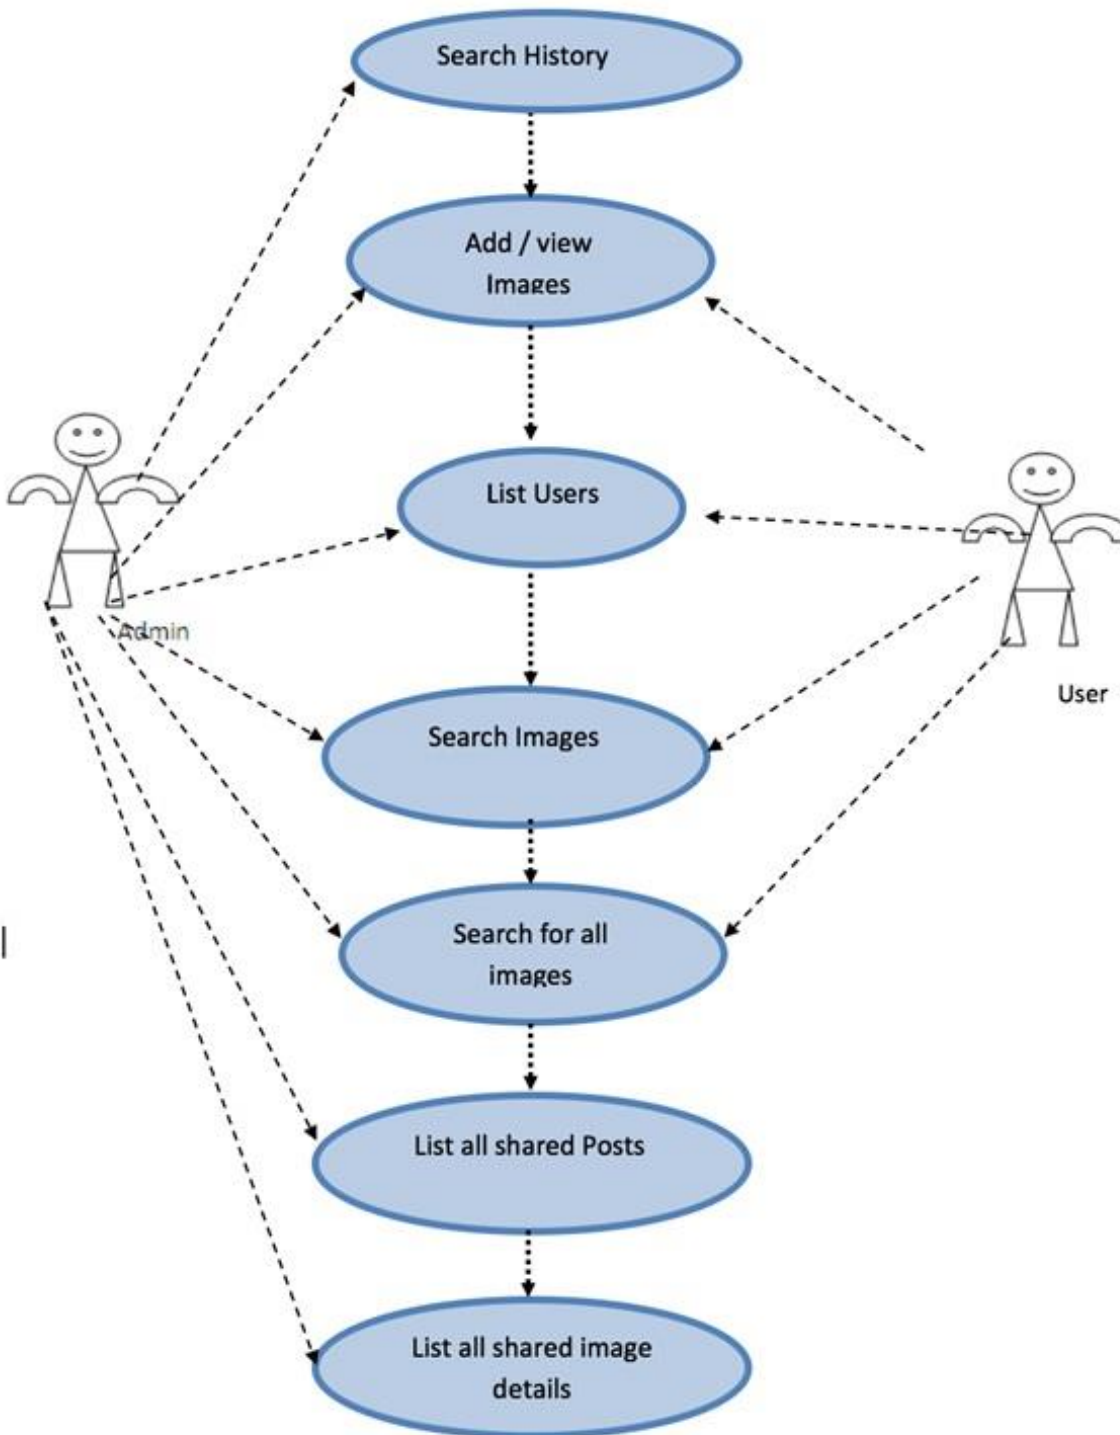 Search History
Add / view
Images
List Users
Admin
Search Images
User
Search for all
images
List all shared Posts
List all shared image
details